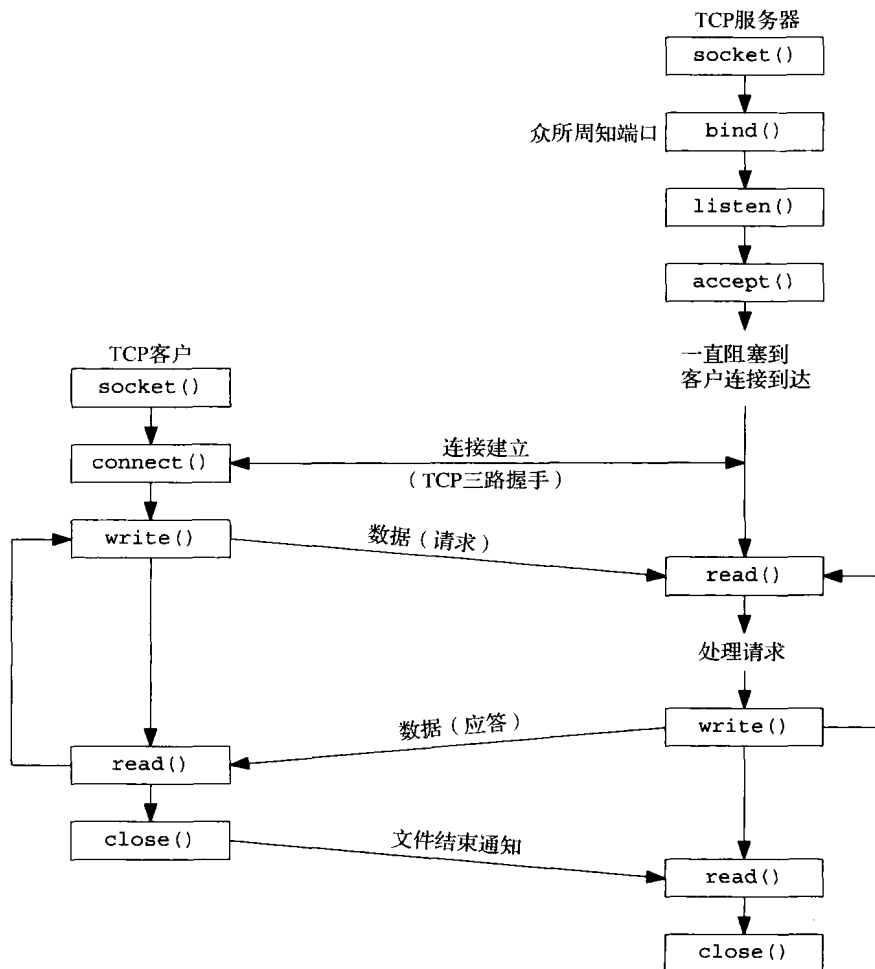 TCP服务器
socket()
众所周知端口
bind()
listen()
accept()
一直阻塞到
客户连接到达
TCP客户
socket()
connect()
连接建立
（TCP三路握手）
write()
数据（请求）
read()
处理请求
write()
数据（应答）
read()
close()
文件结束通知
read()
close()